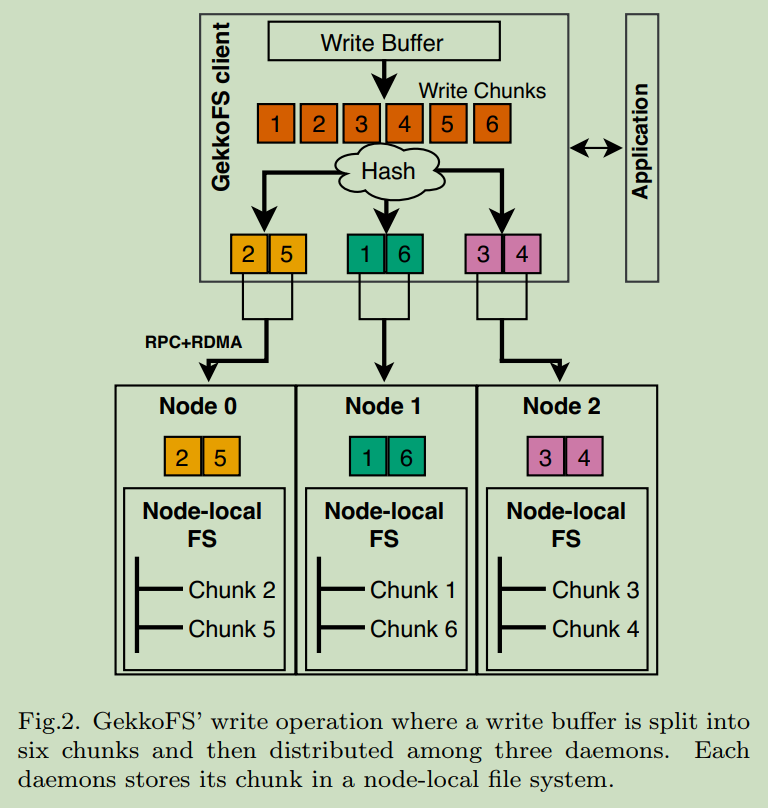 GekkoFS client
Write Buffer
Write Chunks
1 2 3 4 5 6
Hash
2 5 1 6 3 4
Application
RPC+RDMA
Node 0 Node 1 Node 2
2 5 1 6 3 4
Node-local Node-local Node-local
FS FS FS
Chunk 2 Chunk 1 Chunk 3
Chunk 5 Chunk 6 Chunk 4
Fig.2. GekkoFS’ write operation where a write buffer is split into
six chunks and then distributed among three daemons. Each
daemons stores its chunk in a node-local file system.